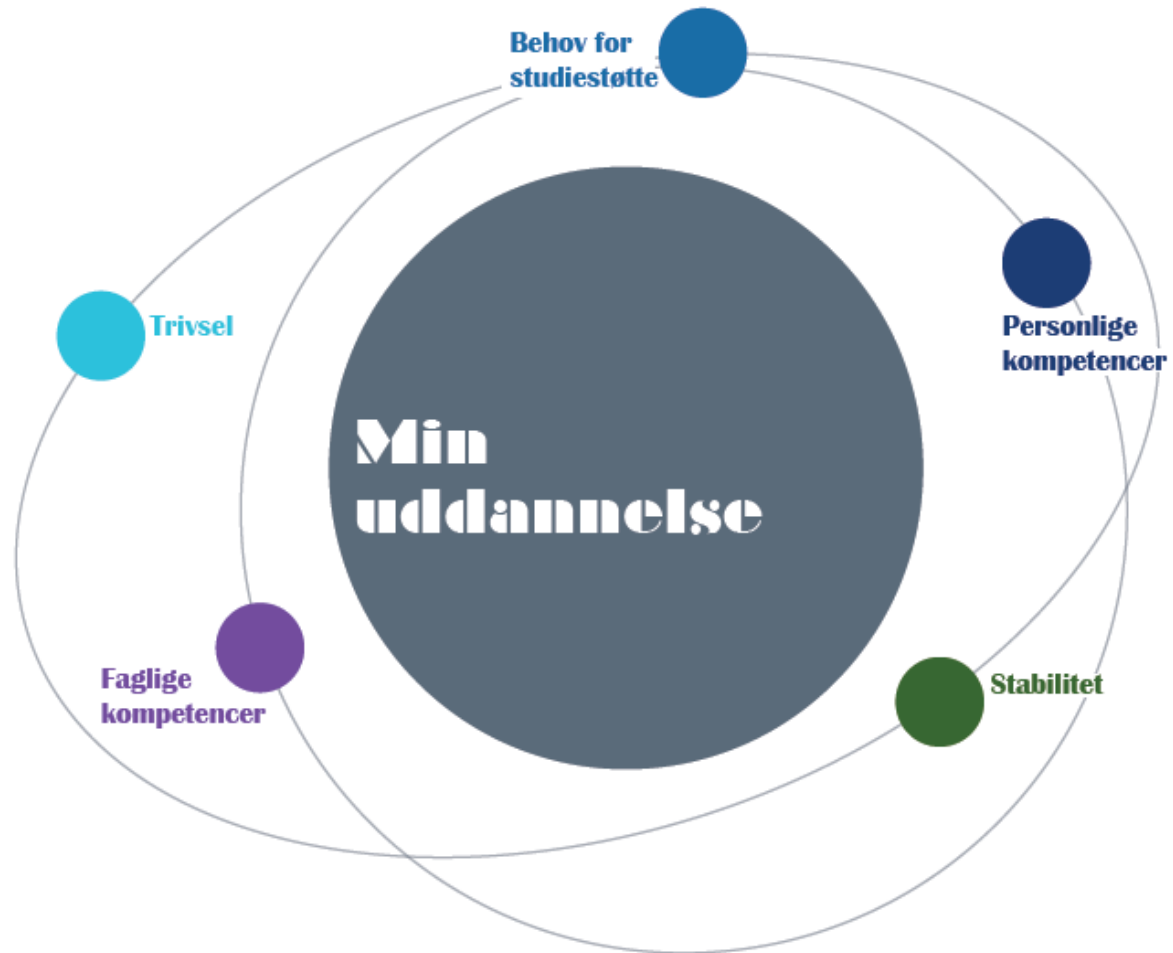 Behov for
studiestøtte
Trivsel
Personlige
kompetencer
Min
uddannelse
Faglige
kompetencer
Stabilitet